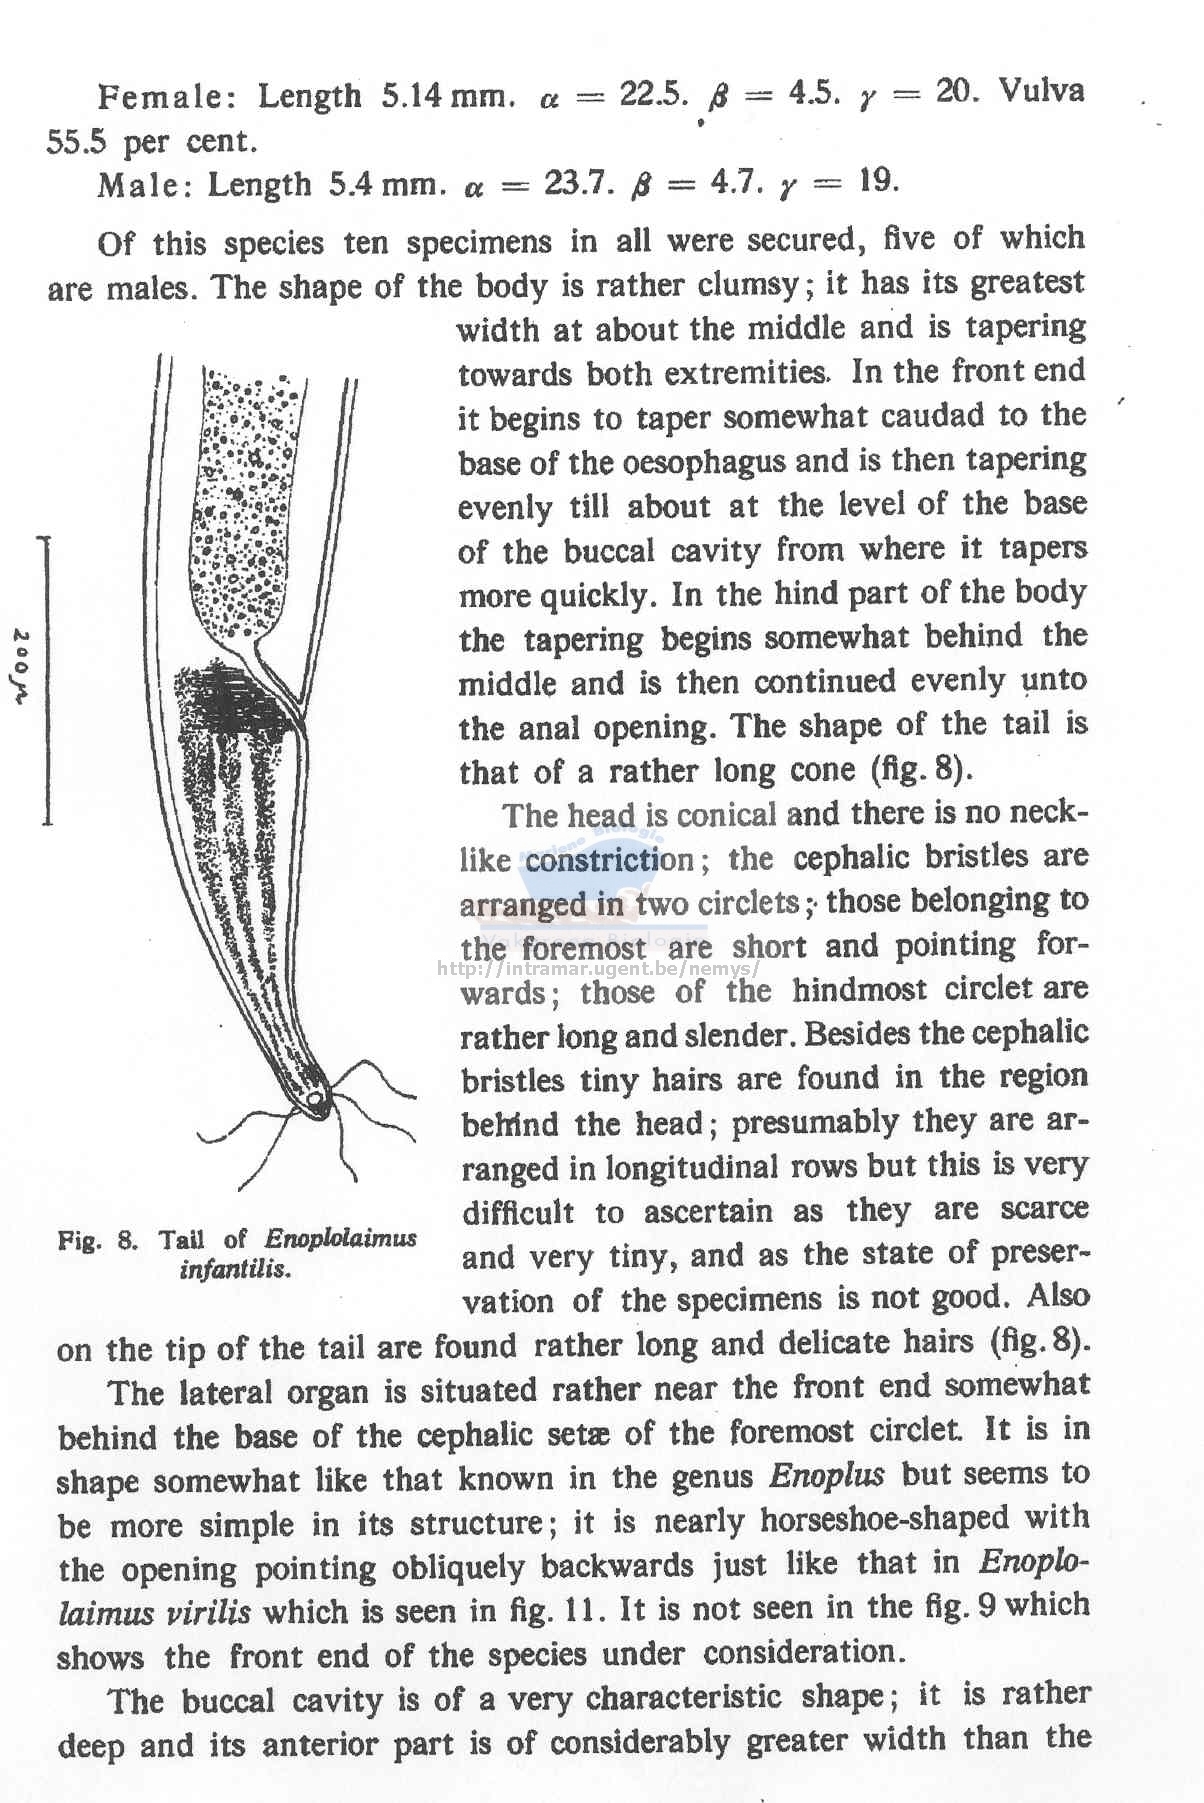 Female: Length 5.14 mm. α = 22.5. β = 4.5. γ = 20. Vulva
55.5 per cent.
Male: Length 5.4 mm. α = 23.7. β = 4.7. γ = 19.
Of this species ten specimens in all were secured, five of which
are males. The shape of the body is rather clumsy; it has its greatest
width at about the middle and is tapering
towards both extremities. In the front end
it begins to taper somewhat caudad to the
base of the oesophagus and is then tapering
evenly till about at the level of the base
of the buccal cavity from where it tapers
more quickly. In the hind part of the body
the tapering begins somewhat behind the
middle and is then continued evenly unto
the anal opening. The shape of the tail is
that of a rather long cone (fig. 8).
The head is conical and there is no neck-
like constriction; the cephalic bristles are
arranged in two circlets; those belonging to
the foremost are short and pointing for-
wards; those of the hindmost circlet are
rather long and slender. Besides the cephalic
bristles tiny hairs are found in the region
behind the head; presumably they are ar-
ranged in longitudinal rows but this is very
difficult to ascertain as they are scarce
and very tiny, and as the state of preser-
vation of the specimens is not good. Also
200 μ
Fig. 8. Tail of Enoplolaimus
infantilis.
Mariene Biologie
Biologie
http://intramar.ugent.be/nemys/
on the tip of the tail are found rather long and delicate hairs (fig. 8).
The lateral organ is situated rather near the front end somewhat
behind the base of the cephalic setæ of the foremost circlet. It is in
shape somewhat like that known in the genus Enoplus but seems to
be more simple in its structure; it is nearly horseshoe-shaped with
the opening pointing obliquely backwards just like that in Enoplo-
laimus virilis which is seen in fig. 11. It is not seen in the fig. 9 which
shows the front end of the species under consideration.
The buccal cavity is of a very characteristic shape; it is rather
deep and its anterior part is of considerably greater width than the